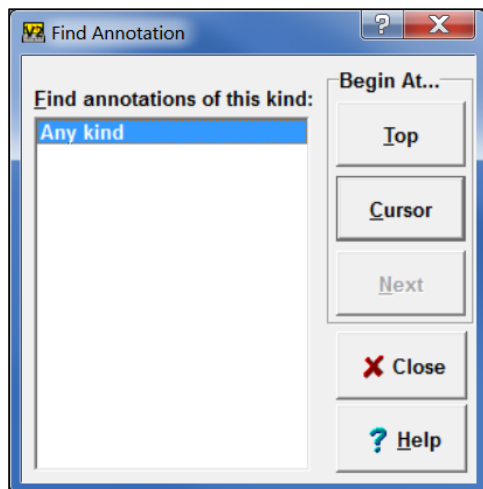 V2 Find Annotation
?
X
Find annotations of this kind:
Any kind
Begin At...
Top
Cursor
Next
Close
? Help